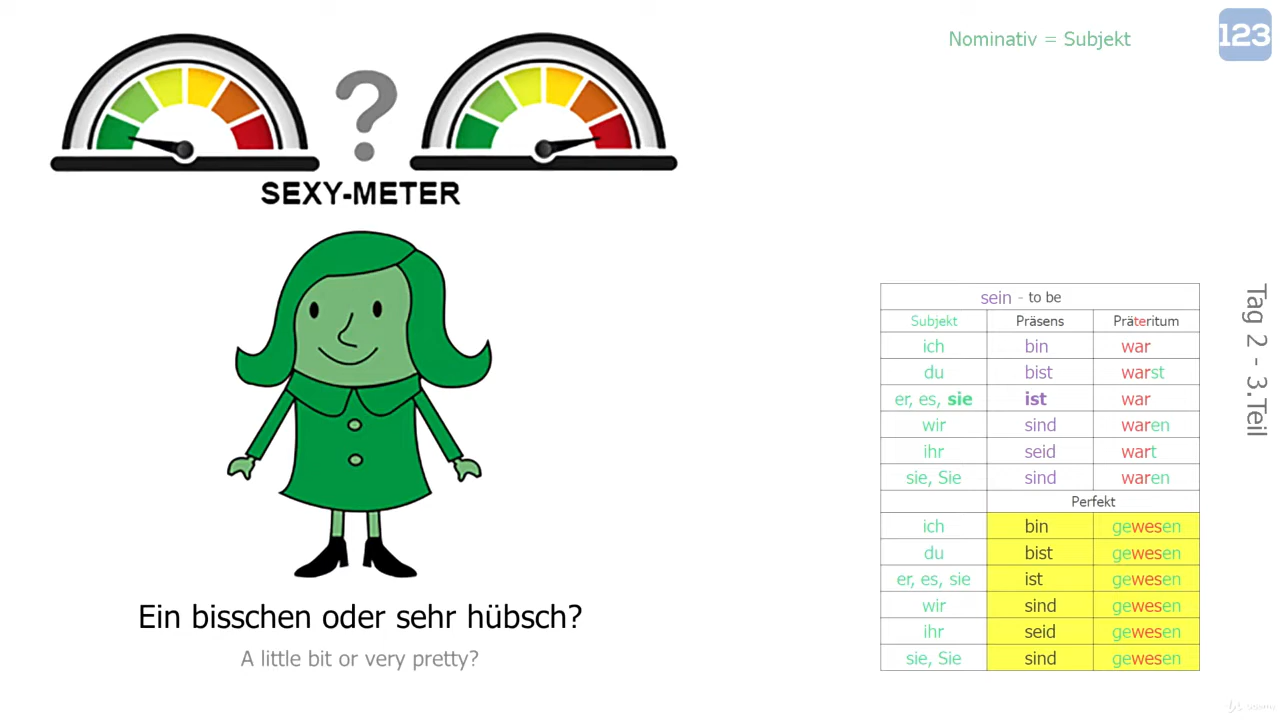 Nominativ = Subjekt
123
SEXY-METER
?
Ein bisschen oder sehr hübsch?
A little bit or very pretty?
sein - to be
Subjekt Präsens Präteritum
ich bin war
du bist warst
er, es, sie ist war
wir sind waren
ihr seid wart
sie, Sie sind waren
Perfekt
ich bin gewesen
du bist gewesen
er, es, sie ist gewesen
wir sind gewesen
ihr seid gewesen
sie, Sie sind gewesen
Tag 2 - 3.Teil